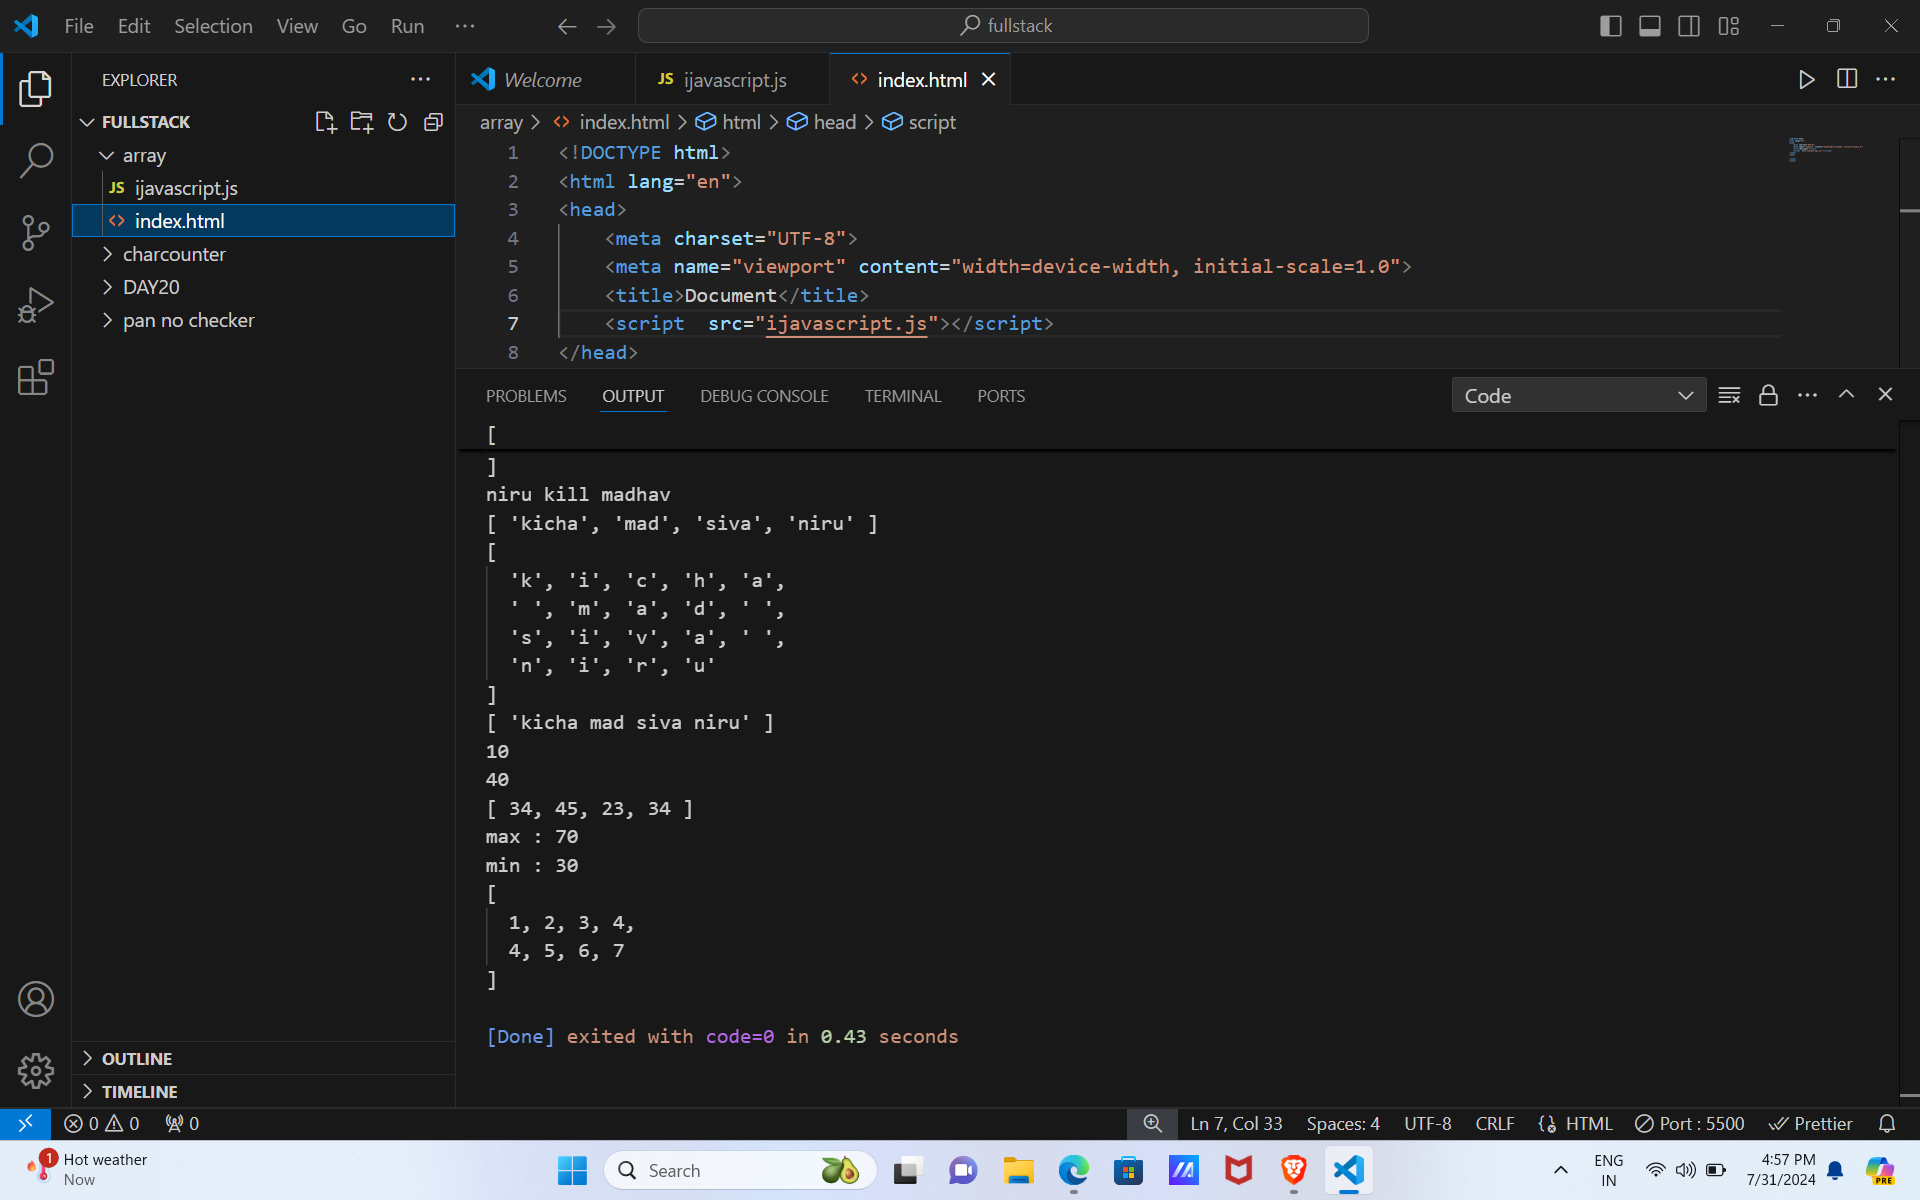 File Edit Selection View Go Run ···
fullstack
EXPLORER
FULLSTACK
array
JS ijavascript.js
<> index.html
charcounter
DAY20
pan no checker
OUTLINE
TIMELINE
Welcome
JS ijavascript.js
<> index.html
array > <> index.html > html > head > script
1 <!DOCTYPE html>
2 <html lang="en">
3 <head>
4 <meta charset="UTF-8">
5 <meta name="viewport" content="width=device-width, initial-scale=1.0">
6 <title>Document</title>
7 <script  src="ijavascript.js"></script>
8 </head>
PROBLEMS OUTPUT DEBUG CONSOLE TERMINAL PORTS
Code
[
]
niru kill madhav
[ 'kicha', 'mad', 'siva', 'niru' ]
[
  'k', 'i', 'c', 'h', 'a',
  ' ', 'm', 'a', 'd', ' ',
  's', 'i', 'v', 'a', ' ',
  'n', 'i', 'r', 'u'
]
[ 'kicha mad siva niru' ]
10
40
[ 34, 45, 23, 34 ]
max : 70
min : 30
[
  1, 2, 3, 4,
  4, 5, 6, 7
]
[Done] exited with code=0 in 0.43 seconds
0 0 0
Ln 7, Col 33 Spaces: 4 UTF-8 CRLF HTML Port : 5500 Prettier
1
Hot weather
Now
Search
ENG
IN
4:57 PM
7/31/2024
PRE